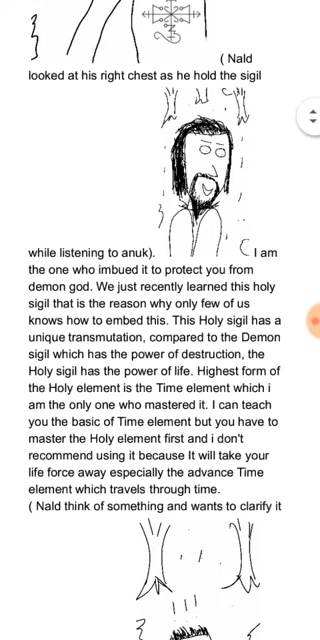 ( Nald
looked at his right chest as he hold the sigil
while listening to anuk).
I am
the one who imbued it to protect you from
demon god. We just recently learned this holy
sigil that is the reason why only few of us
knows how to embed this. This Holy sigil has a
unique transmutation, compared to the Demon
sigil which has the power of destruction, the
Holy sigil has the power of life. Highest form of
the Holy element is the Time element which i
am the only one who mastered it. I can teach
you the basic of Time element but you have to
master the Holy element first and i don't
recommend using it because It will take your
life force away especially the advance Time
element which travels through time.
( Nald think of something and wants to clarify it